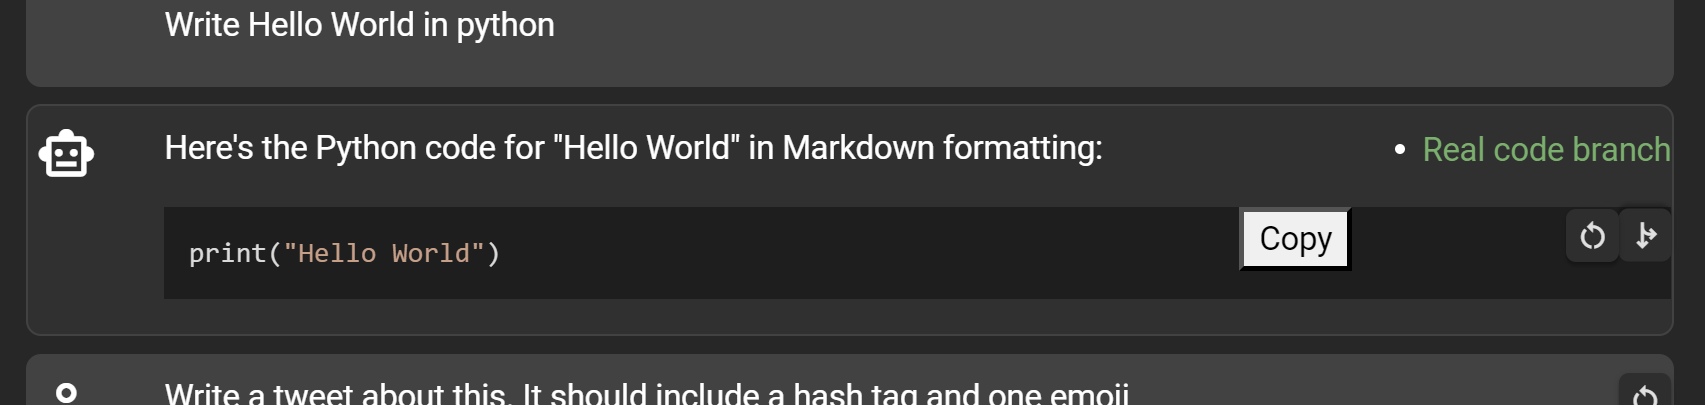 Write Hello World in python
Here's the Python code for "Hello World" in Markdown formatting:
• Real code branch
print("Hello World")
Copy
Write a tweet about this. It should include a hash tag and one emoji